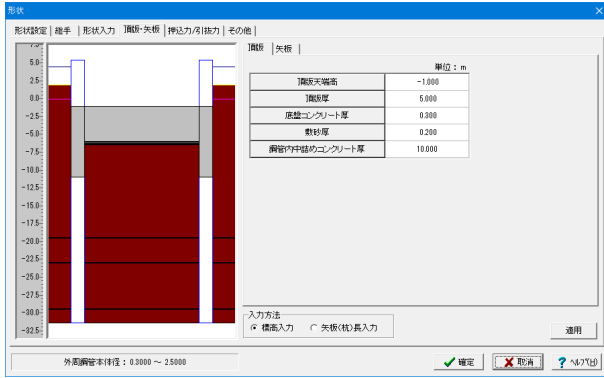 形状
形状設定 継手 形状入力 頂版・矢板 押込力/引抜力 その他
7.5
5.0
2.5
0.0
-2.5
-5.0
-7.5
-10.0
-12.5
-15.0
-17.5
-20.0
-22.5
-25.0
-27.5
-30.0
-32.5
頂版 矢板
単位：m
頂版天端高 -1.000
頂版厚 5.000
底盤コンクリート厚 0.300
敷砂厚 0.200
鋼管内中詰めコンクリート厚 10.000
入力方法
標高入力 矢板(杭)長入力
適用
外周鋼管本体径：0.3000 ～ 2.5000
確定 取消 ヘルプ(H)